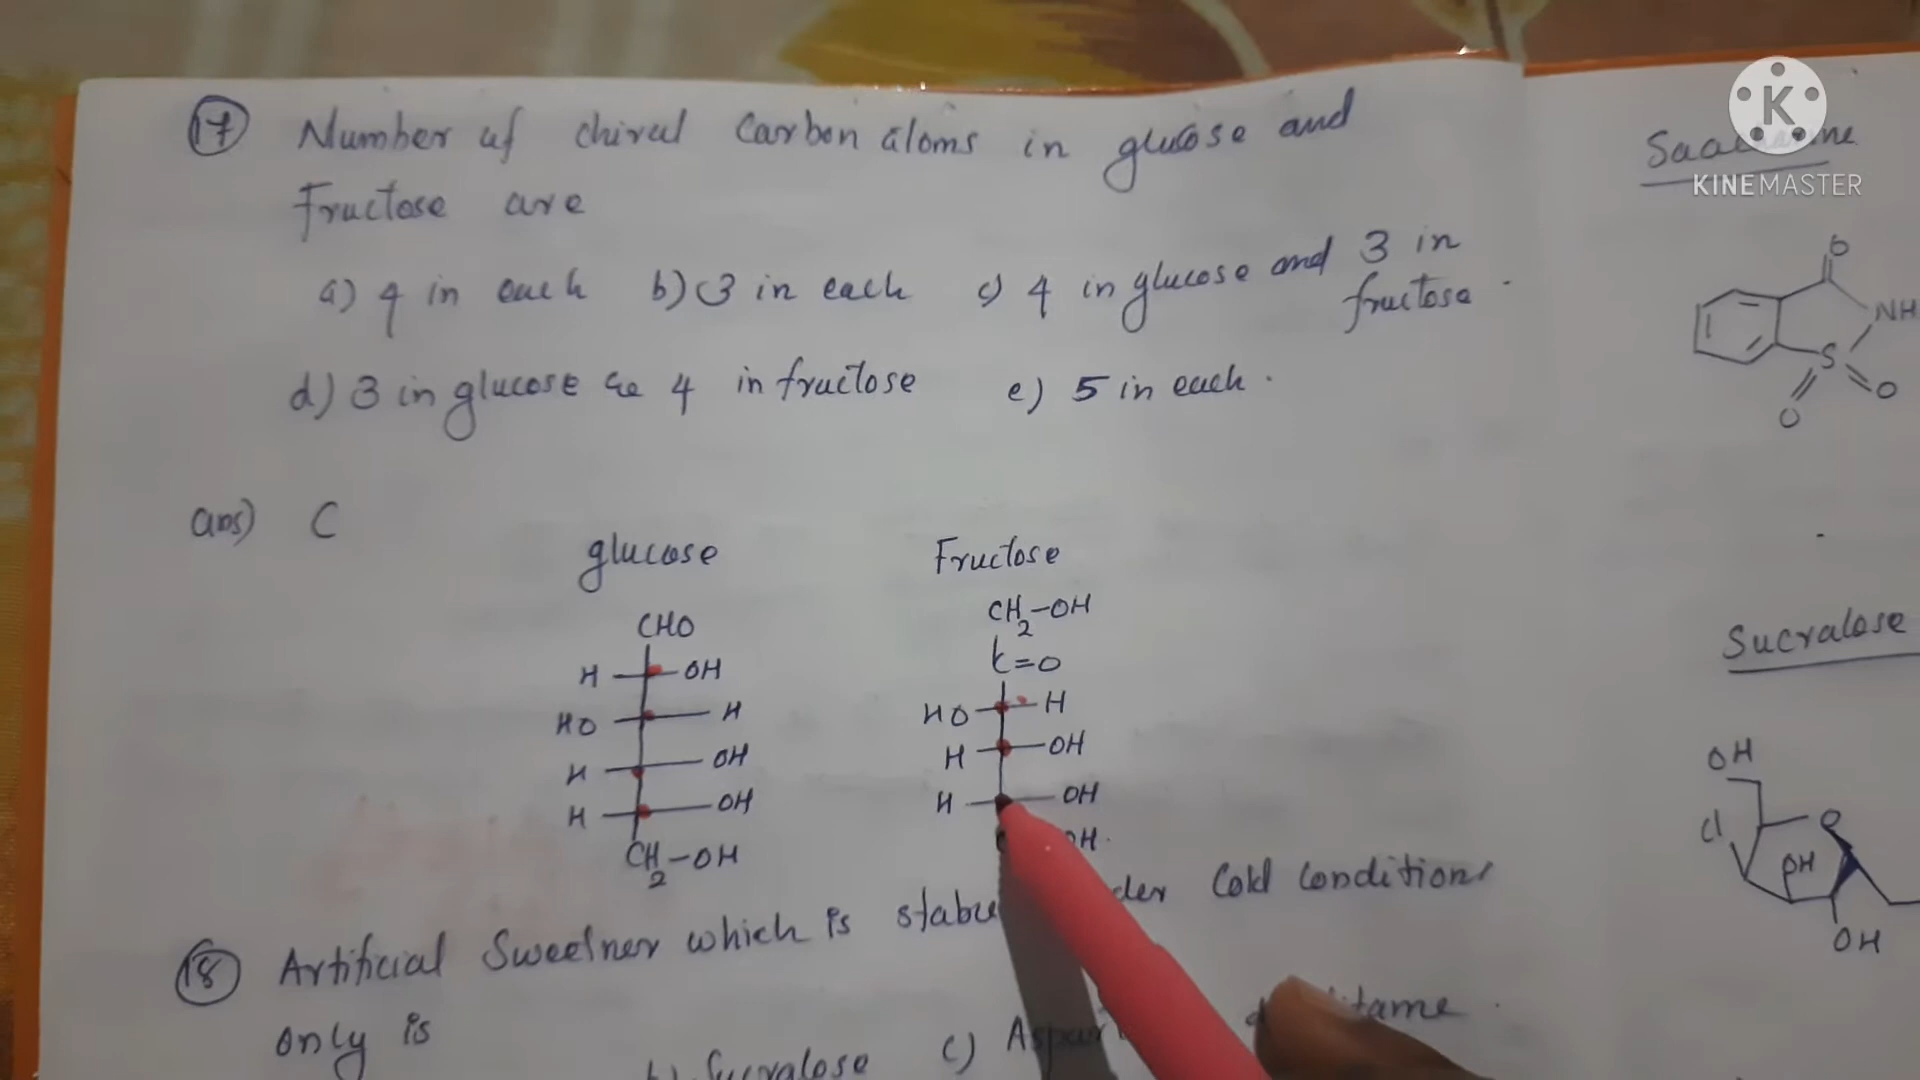 17 Number of chiral carbon atoms in glucose and
Fructose are
a) 4 in each b) 3 in each c) 4 in glucose and 3 in
fructose.
d) 3 in glucose & 4 in fructose e) 5 in each.
ans) C
glucose Fructose
CHO
H OH
HO H
H OH
H OH
CH2-OH
CH2-OH
C=O
HO H
H OH
H OH
OH.
18 Artificial Sweetner which is Cold conditions
only is
b) Sucralose c)
KINEMASTER
O
NH
S
O
O
Sucralose
OH
Cl
O
OH
OH